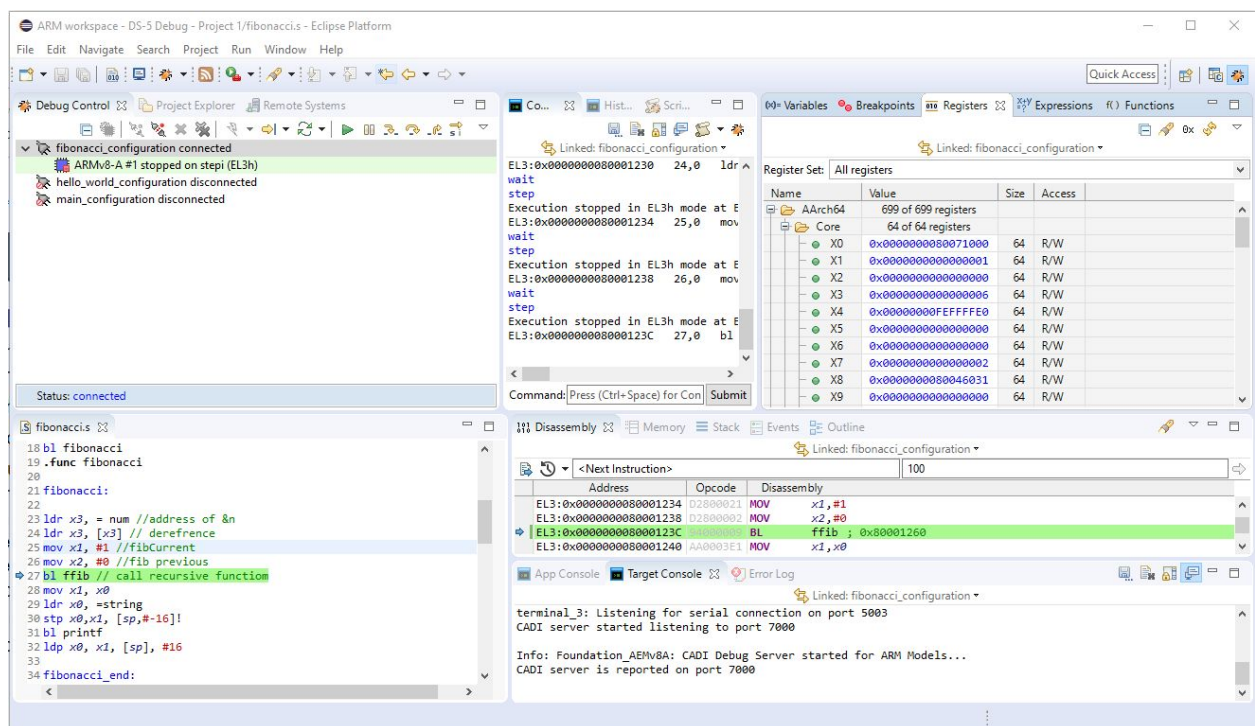 ARM workspace - DS-5 Debug - Project 1/fibonacci.s - Eclipse Platform
File Edit Navigate Search Project Run Window Help
Quick Access
Debug Control Project Explorer Remote Systems
fibonacci_configuration connected
ARMv8-A #1 stopped on stepi (EL3h)
hello_world_configuration disconnected
main_configuration disconnected
Status: connected
Co... Hist... Scri...
Linked: fibonacci_configuration
EL3:0x0000000080001230 24,0 ldr
wait
step
Execution stopped in EL3h mode at E
EL3:0x0000000080001234 25,0 mov
wait
step
Execution stopped in EL3h mode at E
EL3:0x0000000080001238 26,0 mov
wait
step
Execution stopped in EL3h mode at E
EL3:0x000000008000123C 27,0 bl
Command: Press (Ctrl+Space) for Con Submit
(x)= Variables Breakpoints Registers Expressions f() Functions
0x
Linked: fibonacci_configuration
Register Set: All registers
Name Value Size Access
AArch64 699 of 699 registers
Core 64 of 64 registers
X0 0x0000000080071000 64 R/W
X1 0x0000000000000001 64 R/W
X2 0x0000000000000000 64 R/W
X3 0x0000000000000006 64 R/W
X4 0x00000000FEFFFFE0 64 R/W
X5 0x0000000000000000 64 R/W
X6 0x0000000000000000 64 R/W
X7 0x0000000000000002 64 R/W
X8 0x0000000080046031 64 R/W
X9 0x0000000000000000 64 R/W
fibonacci.s
18 bl fibonacci
19 .func fibonacci
20
21 fibonacci:
22
23 ldr x3, = num //address of &n
24 ldr x3, [x3] // derefrence
25 mov x1, #1 //fibCurrent
26 mov x2, #0 //fib previous
27 bl ffib // call recursive functiom
28 mov x1, x0
29 ldr x0, =string
30 stp x0,x1, [sp,#-16]!
31 bl printf
32 ldp x0, x1, [sp], #16
33
34 fibonacci_end:
Disassembly Memory Stack Events Outline
Linked: fibonacci_configuration
<Next Instruction> 100
Address Opcode Disassembly
EL3:0x0000000080001234 D2800021 MOV x1,#1
EL3:0x0000000080001238 D2800002 MOV x2,#0
EL3:0x000000008000123C 94000009 BL ffib ; 0x80001260
EL3:0x0000000080001240 AA0003E1 MOV x1,x0
App Console Target Console Error Log
Linked: fibonacci_configuration
terminal_3: Listening for serial connection on port 5003
CADI server started listening to port 7000
Info: Foundation_AEMv8A: CADI Debug Server started for ARM Models...
CADI server is reported on port 7000